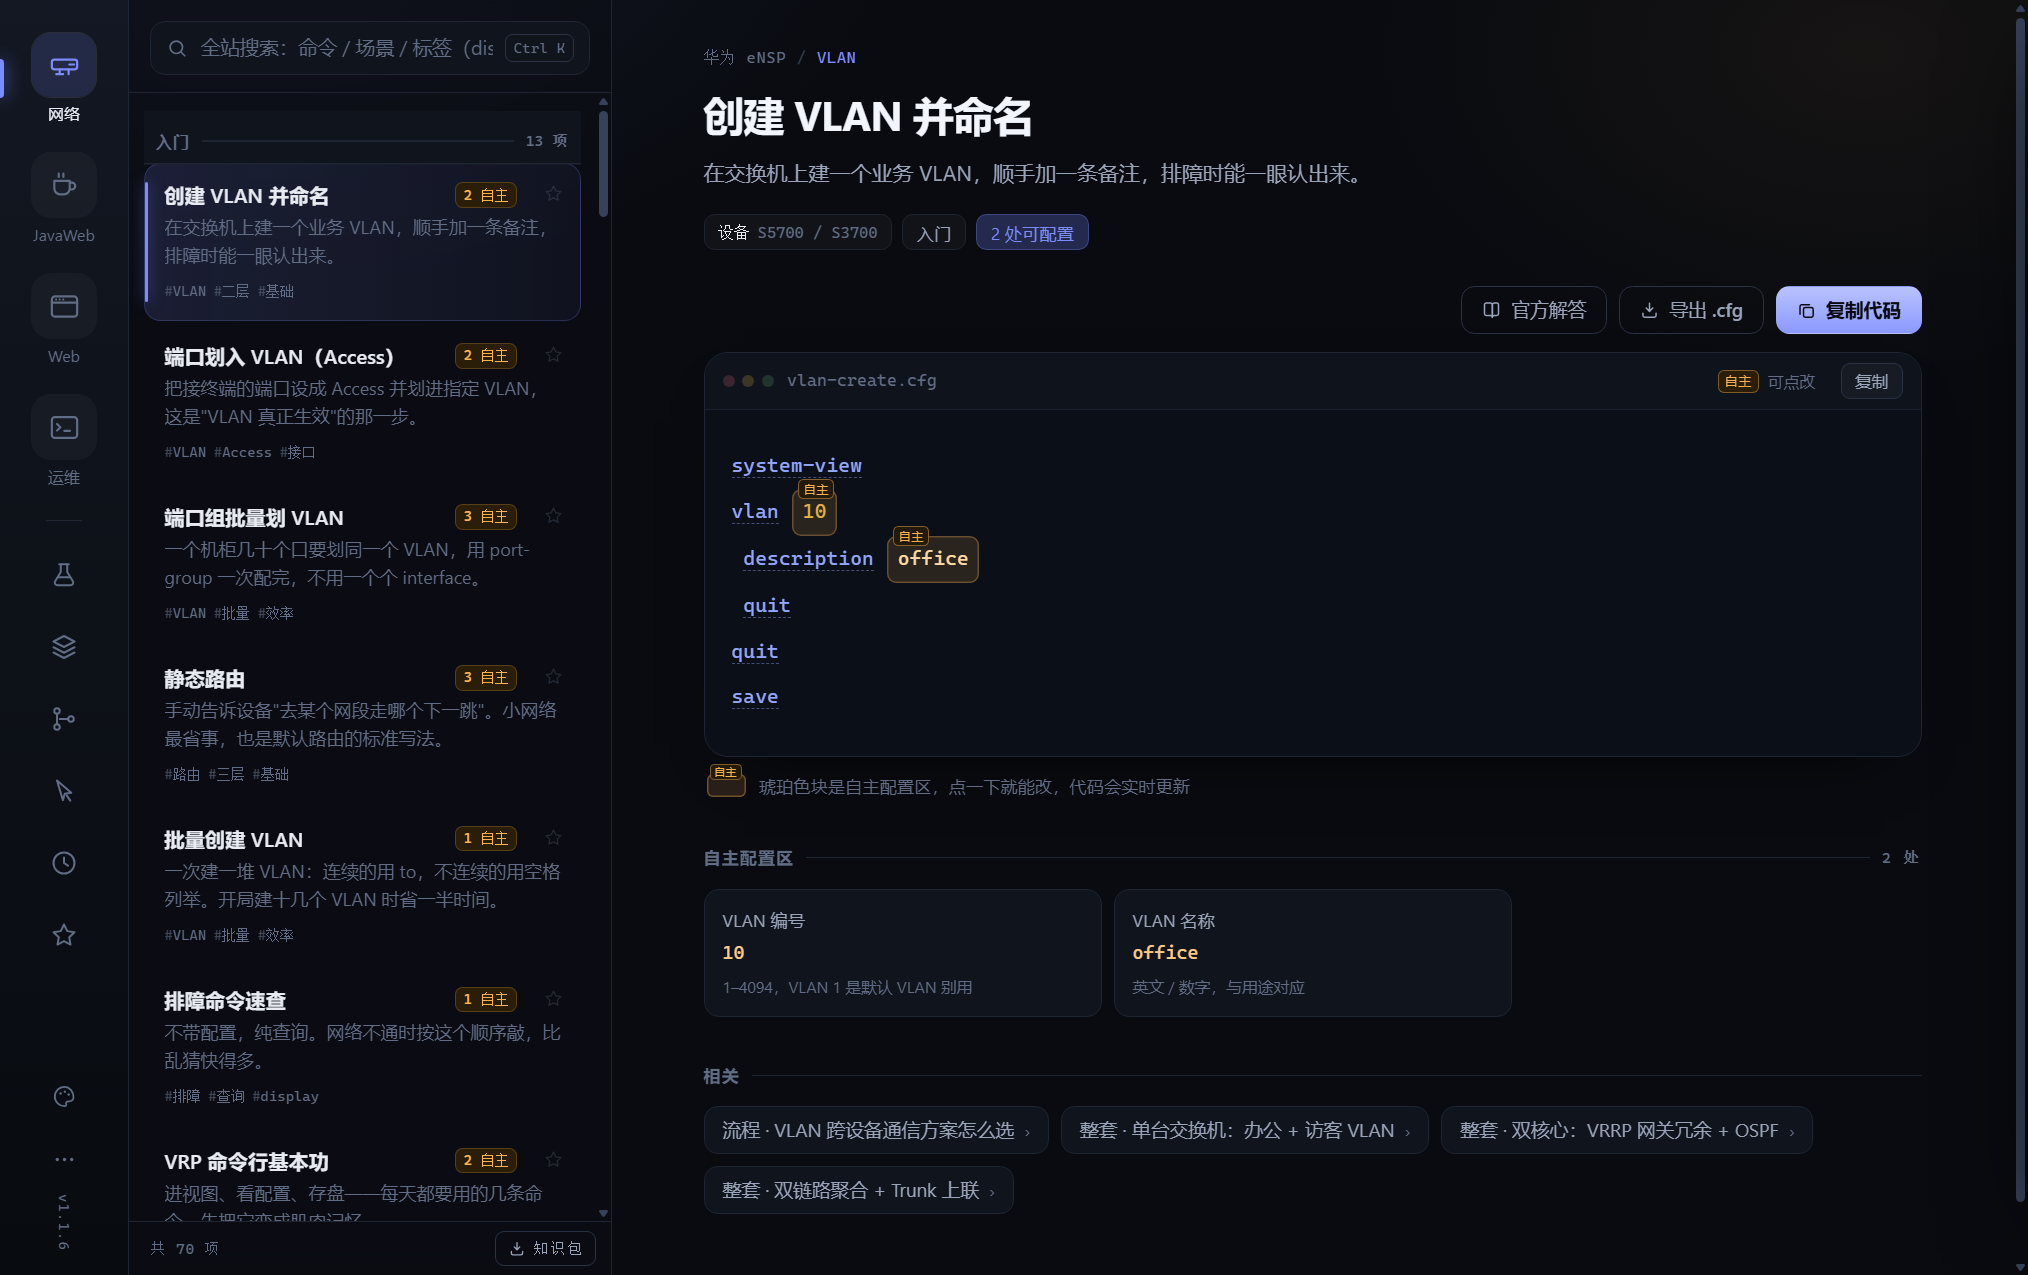 网络
JavaWeb
Web
运维
v1.1.6
全站搜索：命令 / 场景 / 标签（dis
Ctrl K
入门
13 项
创建 VLAN 并命名
2 自主
在交换机上建一个业务 VLAN，顺手加一条备注，
排障时能一眼认出来。
#VLAN #二层 #基础
端口划入 VLAN（Access）
2 自主
把接终端的端口设成 Access 并划进指定 VLAN，
这是"VLAN 真正生效"的那一步。
#VLAN #Access #接口
端口组批量划 VLAN
3 自主
一个机柜几十个口要划同一个 VLAN，用 port-
group 一次配完，不用一个个 interface。
#VLAN #批量 #效率
静态路由
3 自主
手动告诉设备"去某个网段走哪个下一跳"。小网络
最省事，也是默认路由的标准写法。
#路由 #三层 #基础
批量创建 VLAN
1 自主
一次建一堆 VLAN：连续的用 to，不连续的用空格
列举。开局建十几个 VLAN 时省一半时间。
#VLAN #批量 #效率
排障命令速查
1 自主
不带配置，纯查询。网络不通时按这个顺序敲，比
乱猜快得多。
#排障 #查询 #display
VRP 命令行基本功
2 自主
进视图、看配置、存盘——每天都要用的几条命
令，先把它变成肌肉记忆。
共 70 项
知识包
华为 eNSP / VLAN
创建 VLAN 并命名
在交换机上建一个业务 VLAN，顺手加一条备注，排障时能一眼认出来。
设备 S5700 / S3700
入门
2 处可配置
官方解答
导出 .cfg
复制代码
vlan-create.cfg
自主 可点改
复制
system-view
自主
vlan 10
自主
description office
quit
quit
save
自主
琥珀色块是自主配置区，点一下就能改，代码会实时更新
自主配置区
2 处
VLAN 编号
10
1–4094，VLAN 1 是默认 VLAN 别用
VLAN 名称
office
英文 / 数字，与用途对应
相关
流程 · VLAN 跨设备通信方案怎么选 ›
整套 · 单台交换机：办公 + 访客 VLAN ›
整套 · 双核心：VRRP 网关冗余 + OSPF ›
整套 · 双链路聚合 + Trunk 上联 ›